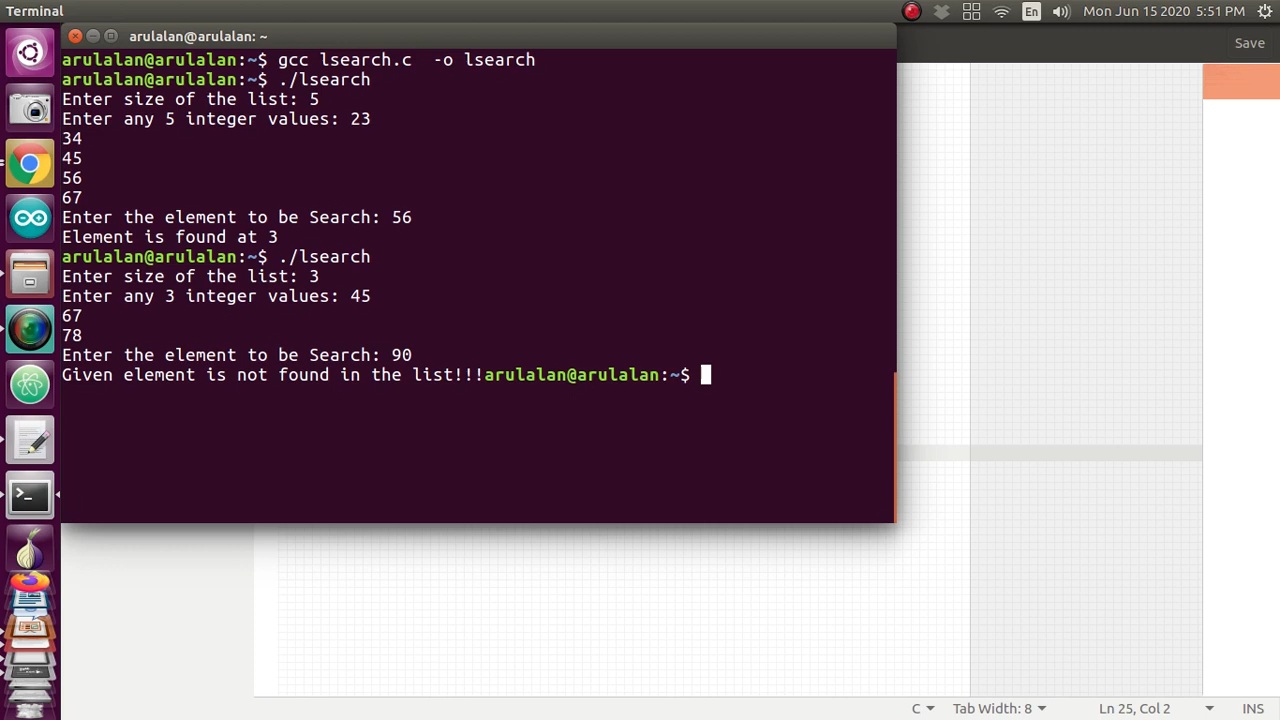 Terminal
En
Mon Jun 15 2020 5:51 PM
arulalan@arulalan: ~
Save
arulalan@arulalan:~$ gcc lsearch.c  -o lsearch
arulalan@arulalan:~$ ./lsearch
Enter size of the list: 5
Enter any 5 integer values: 23
34
45
56
67
Enter the element to be Search: 56
Element is found at 3
arulalan@arulalan:~$ ./lsearch
Enter size of the list: 3
Enter any 3 integer values: 45
67
78
Enter the element to be Search: 90
Given element is not found in the list!!!arulalan@arulalan:~$
C
Tab Width: 8
Ln 25, Col 2
INS